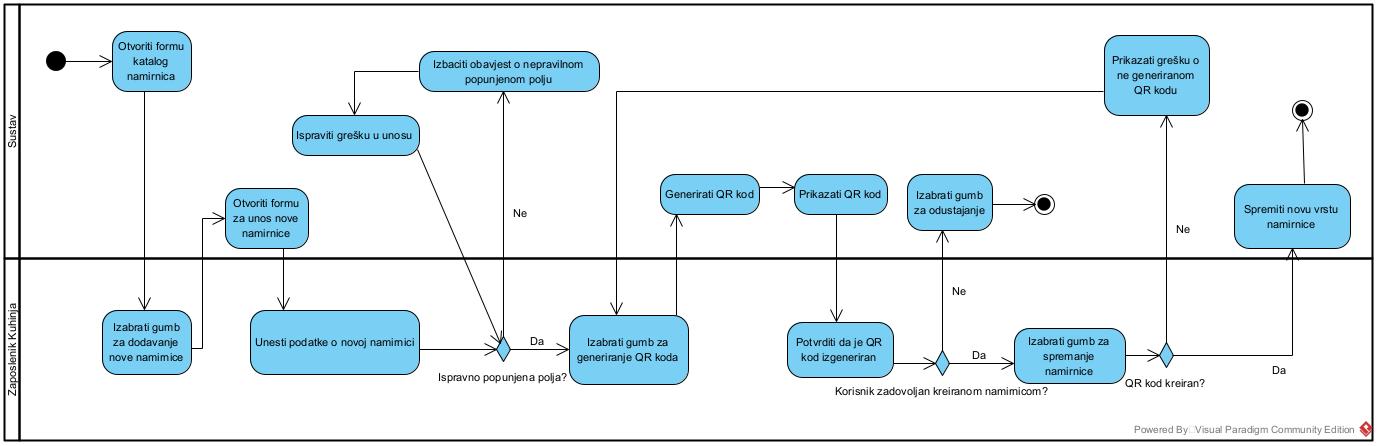 Sustav
Otvoriti formu
katalog
namirnica
Izbaciti obavjest o nepravilnom
popunjenom polju
Prikazati grešku o
ne generiranom
QR kodu
Ispraviti grešku u unosu
Otvoriti formu
za unos nove
namirnice
Ne
Generirati QR kod
Prikazati QR kod
Izabrati gumb
za odustajanje
Ne
Spremiti novu vrstu
namirnice
Zaposlenik Kuhinja
Izabrati gumb
za dodavanje
nove namirnice
Unesti podatke o novoj namirnici
Da
Ispravno popunjena polja?
Izabrati gumb za
generiranje QR koda
Potvrditi da je QR
kod izgeneriran
Ne
Da
Korisnik zadovoljan kreiranom namirnicom?
Izabrati gumb za
spremanje
namirnice
QR kod kreiran?
Da
Powered By Visual Paradigm Community Edition